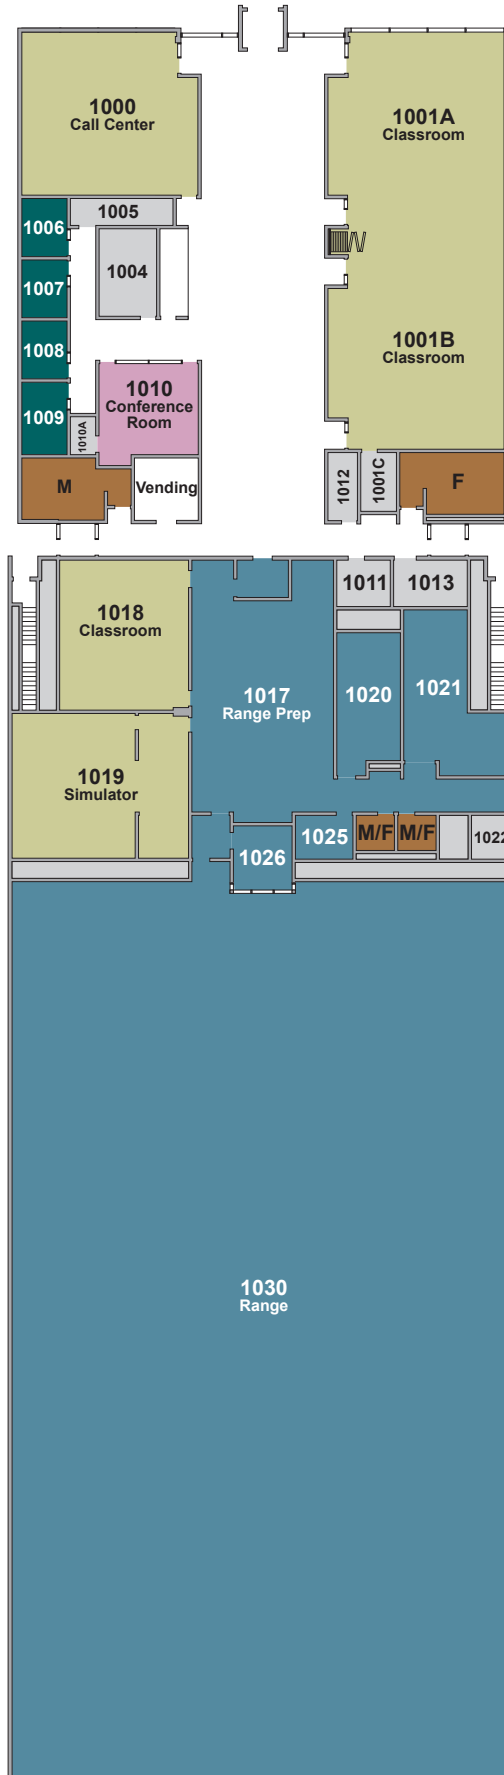 1000
Call Center
1001A
Classroom
1005
1006
1004
1007
1001B
Classroom
1008
1010
Conference
Room
1009
1010A
M
Vending
1012
1001C
F
1018
Classroom
1011
1013
1017
Range Prep
1020
1021
1019
Simulator
1025
M/F
M/F
1022
1026
1030
Range